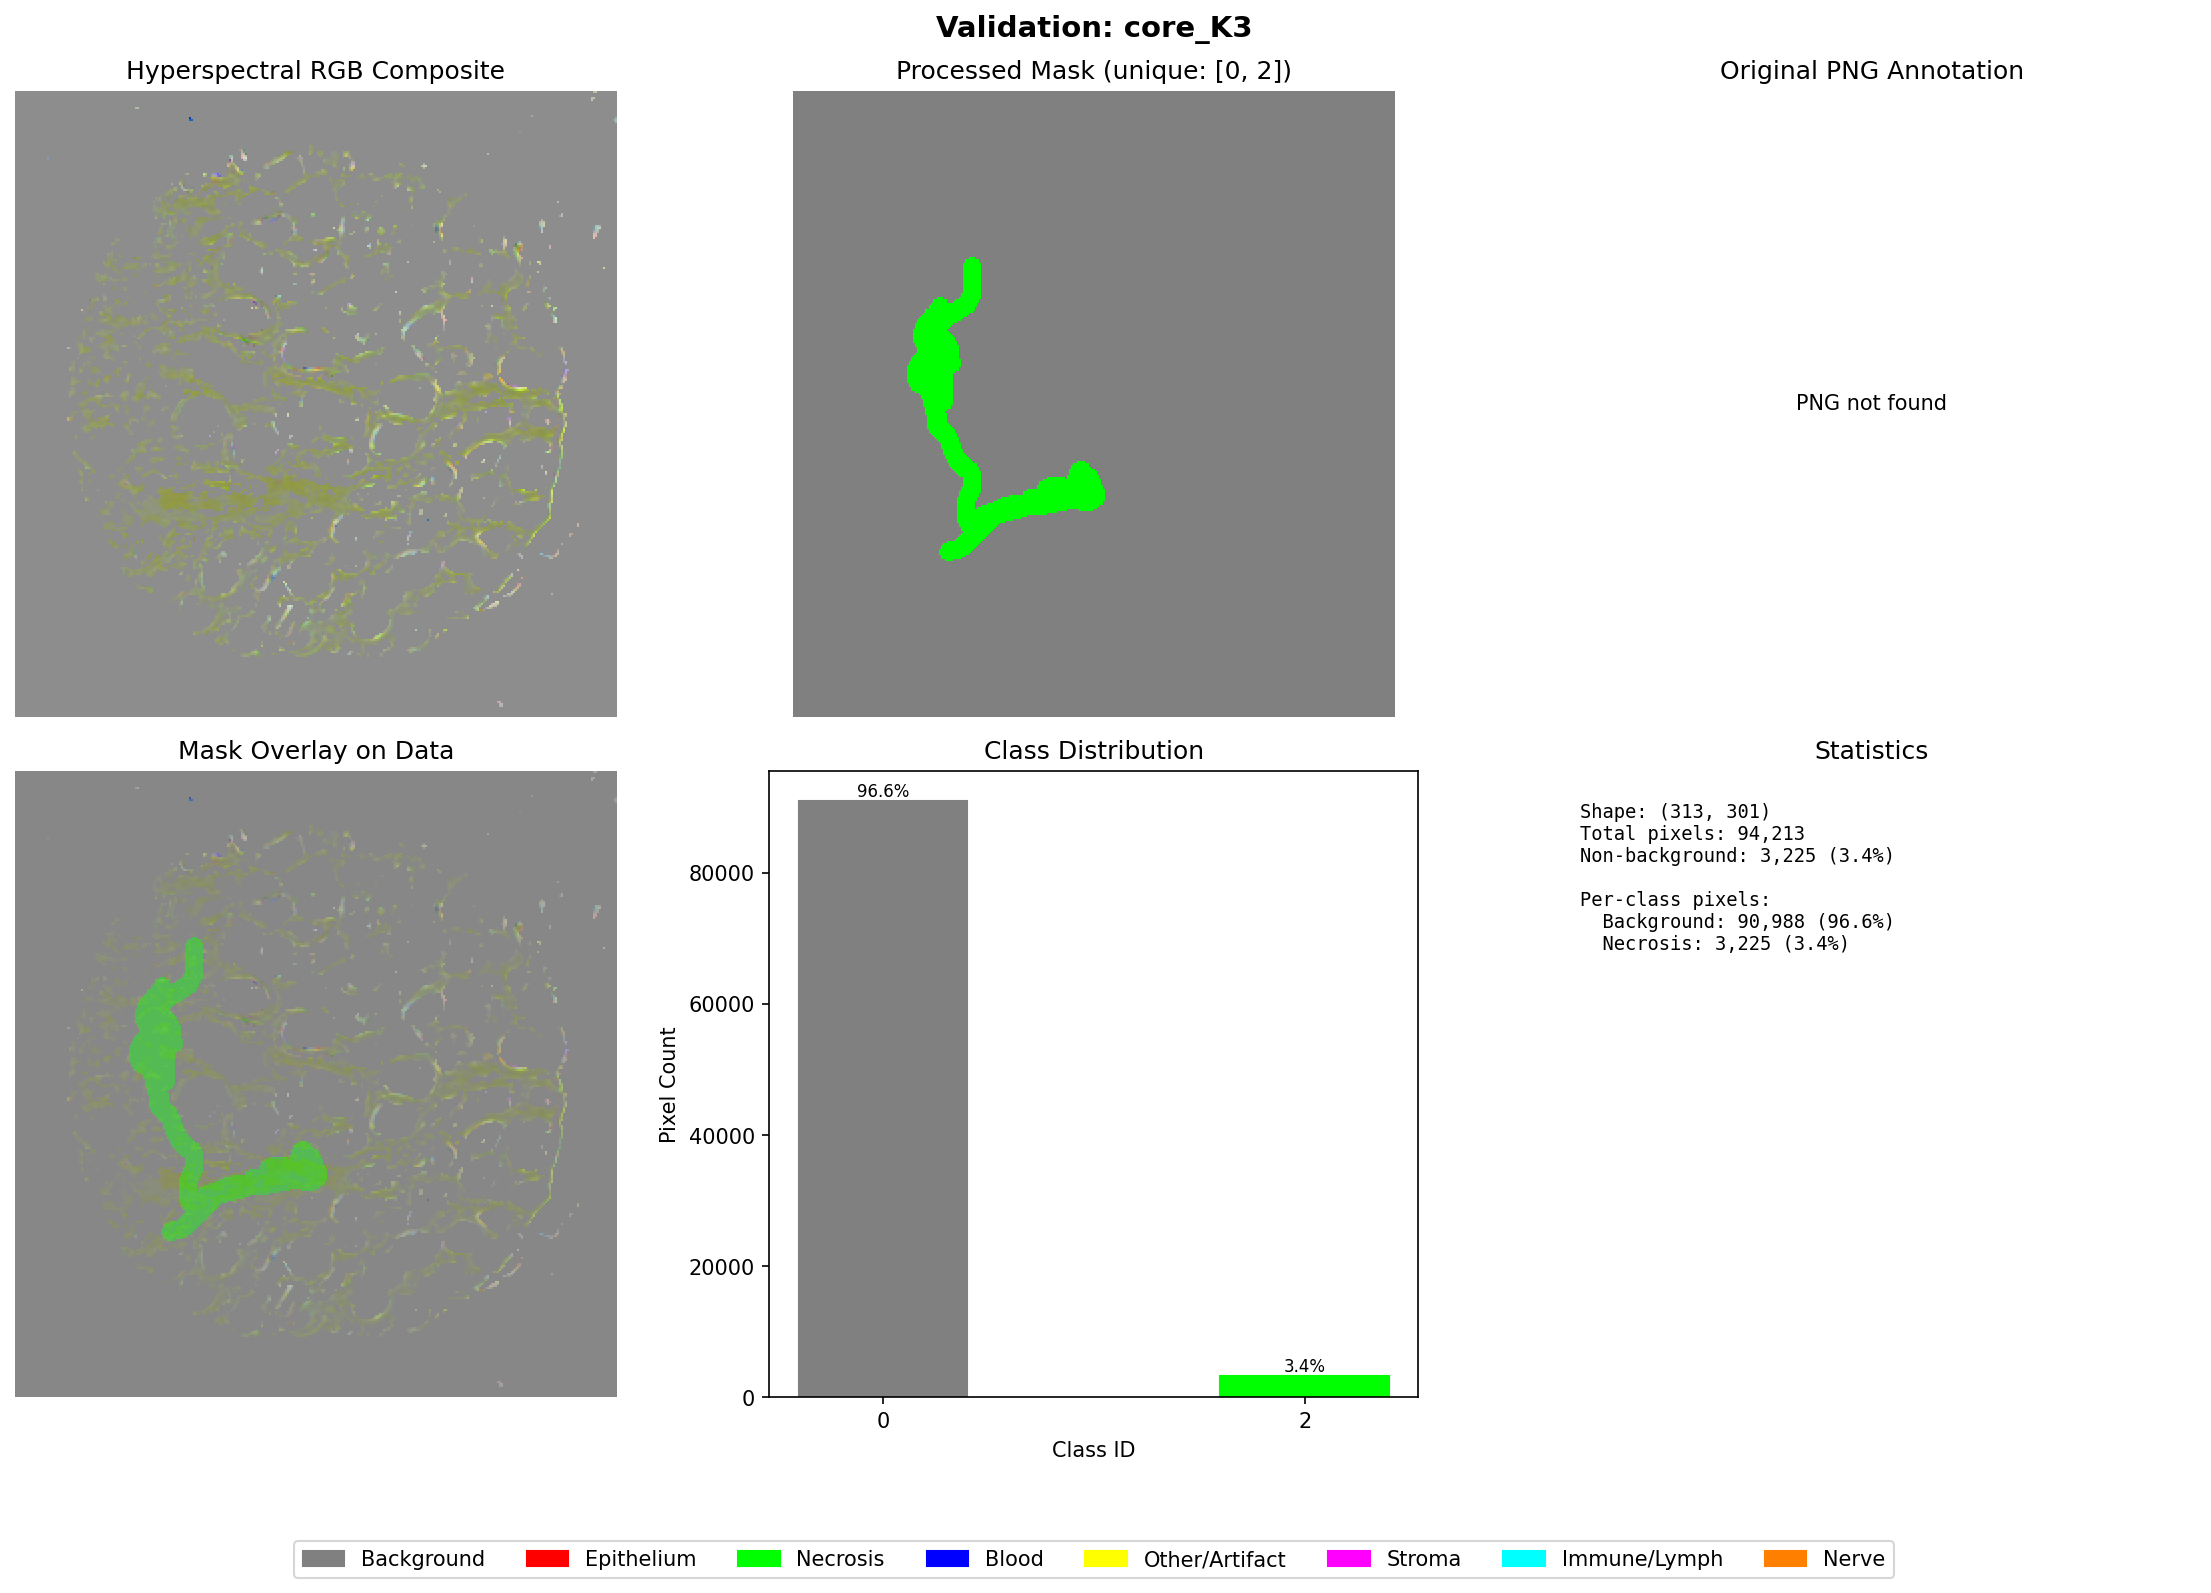 Validation: core_K3
Hyperspectral RGB Composite
Processed Mask (unique: [0, 2])
Original PNG Annotation
PNG not found
Mask Overlay on Data
Class Distribution
96.6%
3.4%
80000
60000
40000
20000
0
Pixel Count
0
2
Class ID
Statistics
Shape: (313, 301)
Total pixels: 94,213
Non-background: 3,225 (3.4%)
Per-class pixels:
Background: 90,988 (96.6%)
Necrosis: 3,225 (3.4%)
Background
Epithelium
Necrosis
Blood
Other/Artifact
Stroma
Immune/Lymph
Nerve